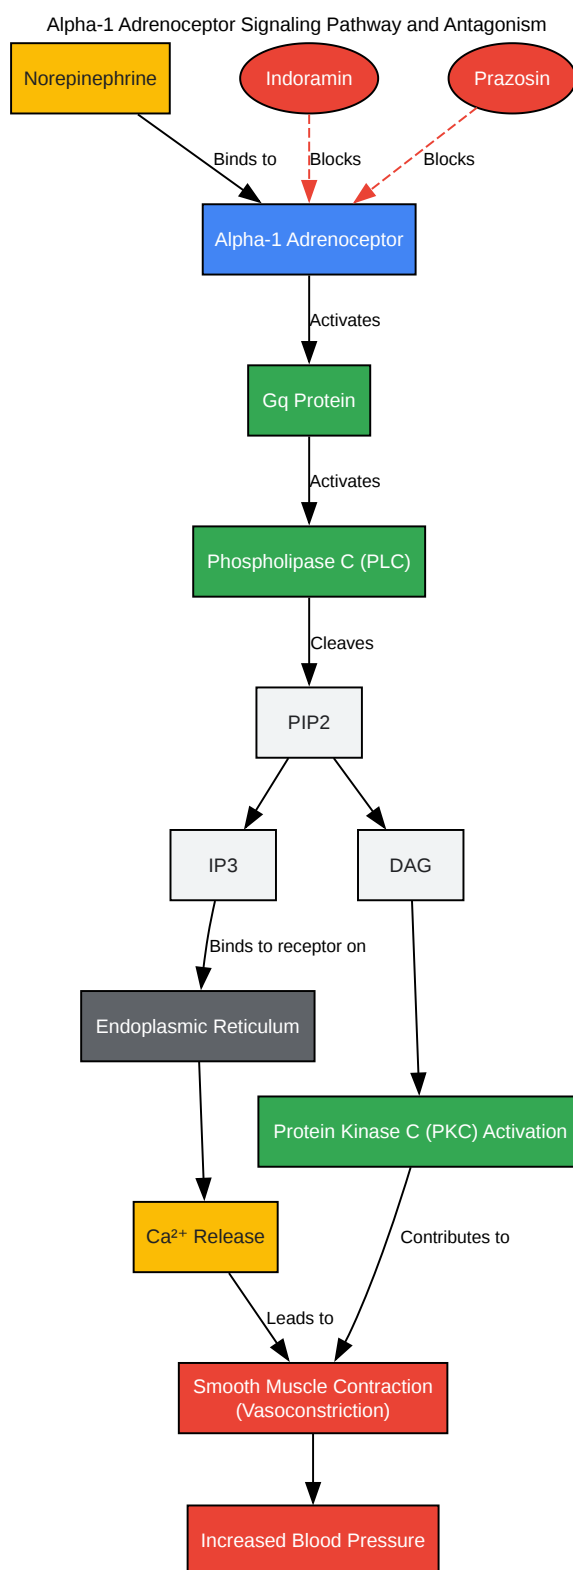 Alpha-1 Adrenoceptor Signaling Pathway and Antagonism
Norepinephrine
Indoramin
Prazosin
Binds to
Blocks
Blocks
Alpha-1 Adrenoceptor
Activates
Gq Protein
Activates
Phospholipase C (PLC)
Cleaves
PIP2
IP3
DAG
Binds to receptor on
Endoplasmic Reticulum
Protein Kinase C (PKC) Activation
Ca²⁺ Release
Contributes to
Leads to
Smooth Muscle Contraction
(Vasoconstriction)
Increased Blood Pressure